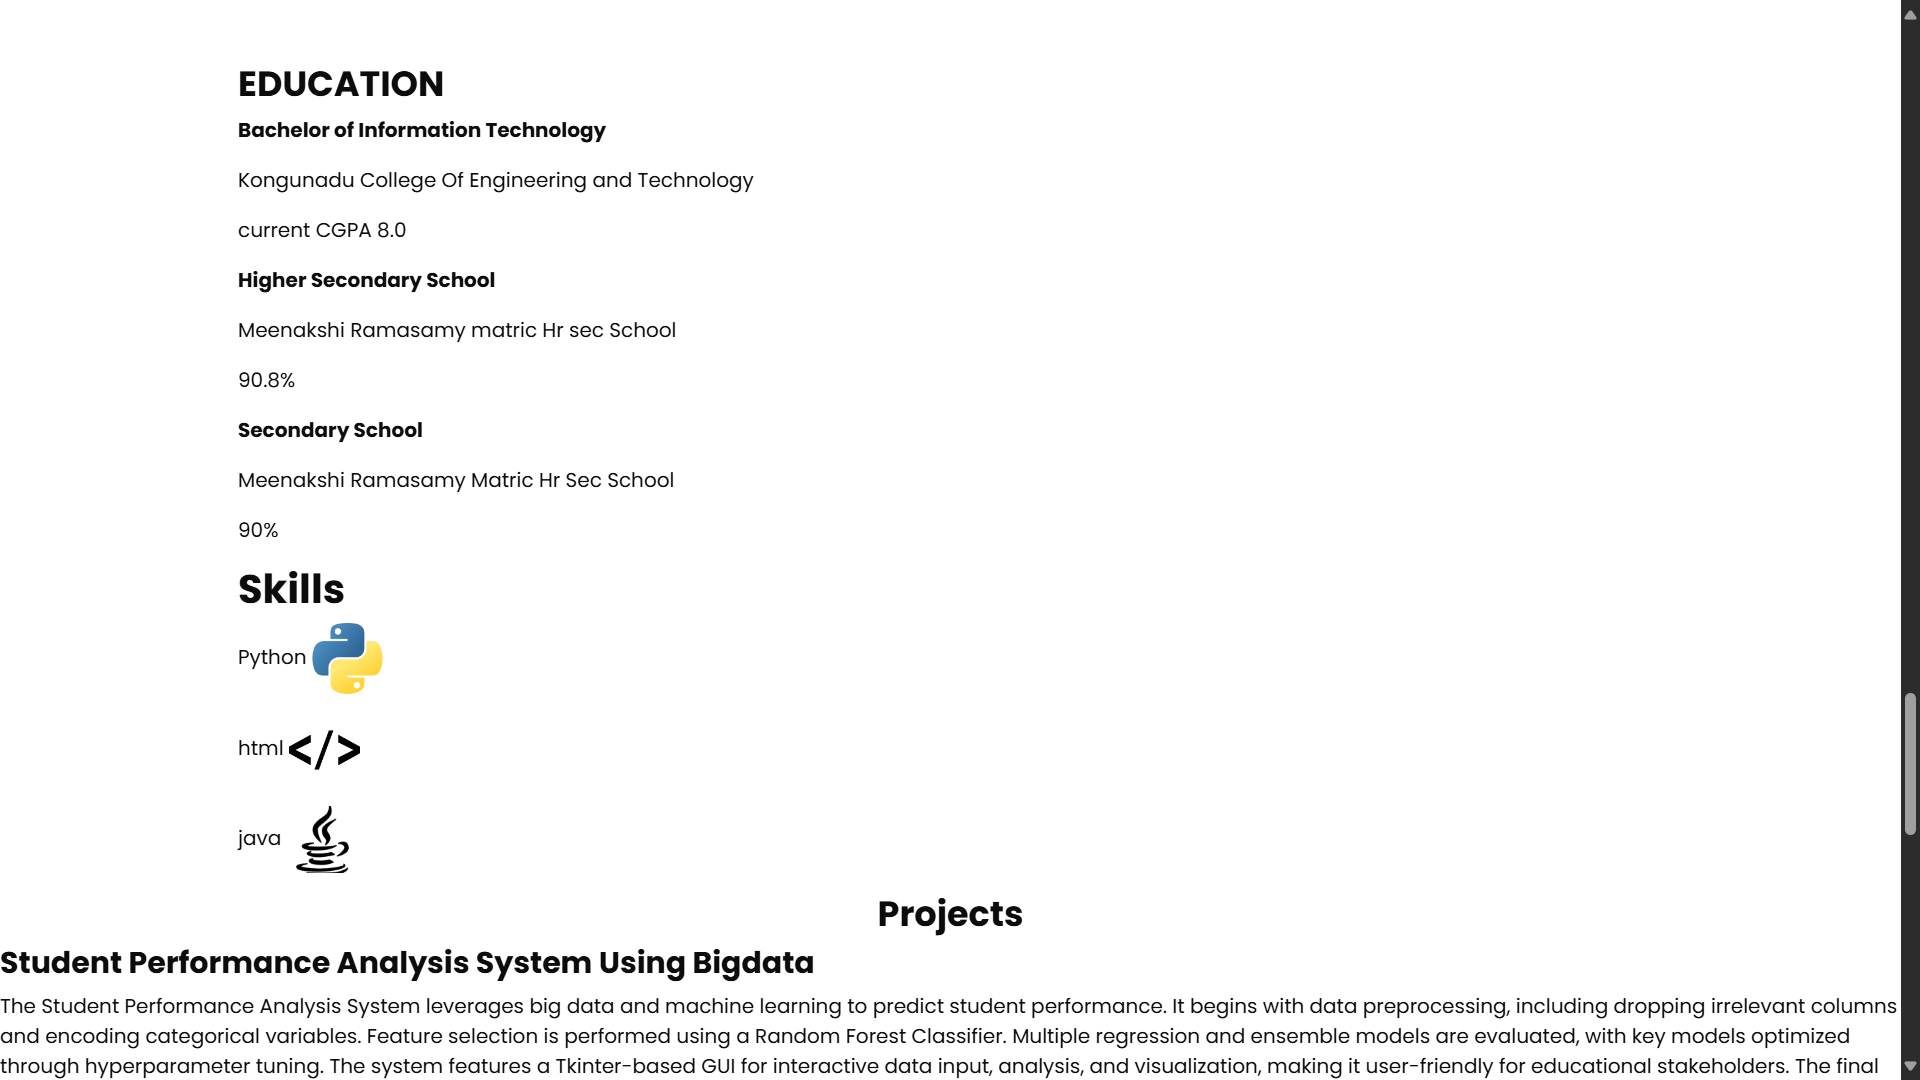 EDUCATION
Bachelor of Information Technology
Kongunadu College Of Engineering and Technology
current CGPA 8.0
Higher Secondary School
Meenakshi Ramasamy matric Hr sec School
90.8%
Secondary School
Meenakshi Ramasamy Matric Hr Sec School
90%
Skills
Python
html </>
java
Projects
Student Performance Analysis System Using Bigdata
The Student Performance Analysis System leverages big data and machine learning to predict student performance. It begins with data preprocessing, including dropping irrelevant columns
and encoding categorical variables. Feature selection is performed using a Random Forest Classifier. Multiple regression and ensemble models are evaluated, with key models optimized
through hyperparameter tuning. The system features a Tkinter-based GUI for interactive data input, analysis, and visualization, making it user-friendly for educational stakeholders. The final